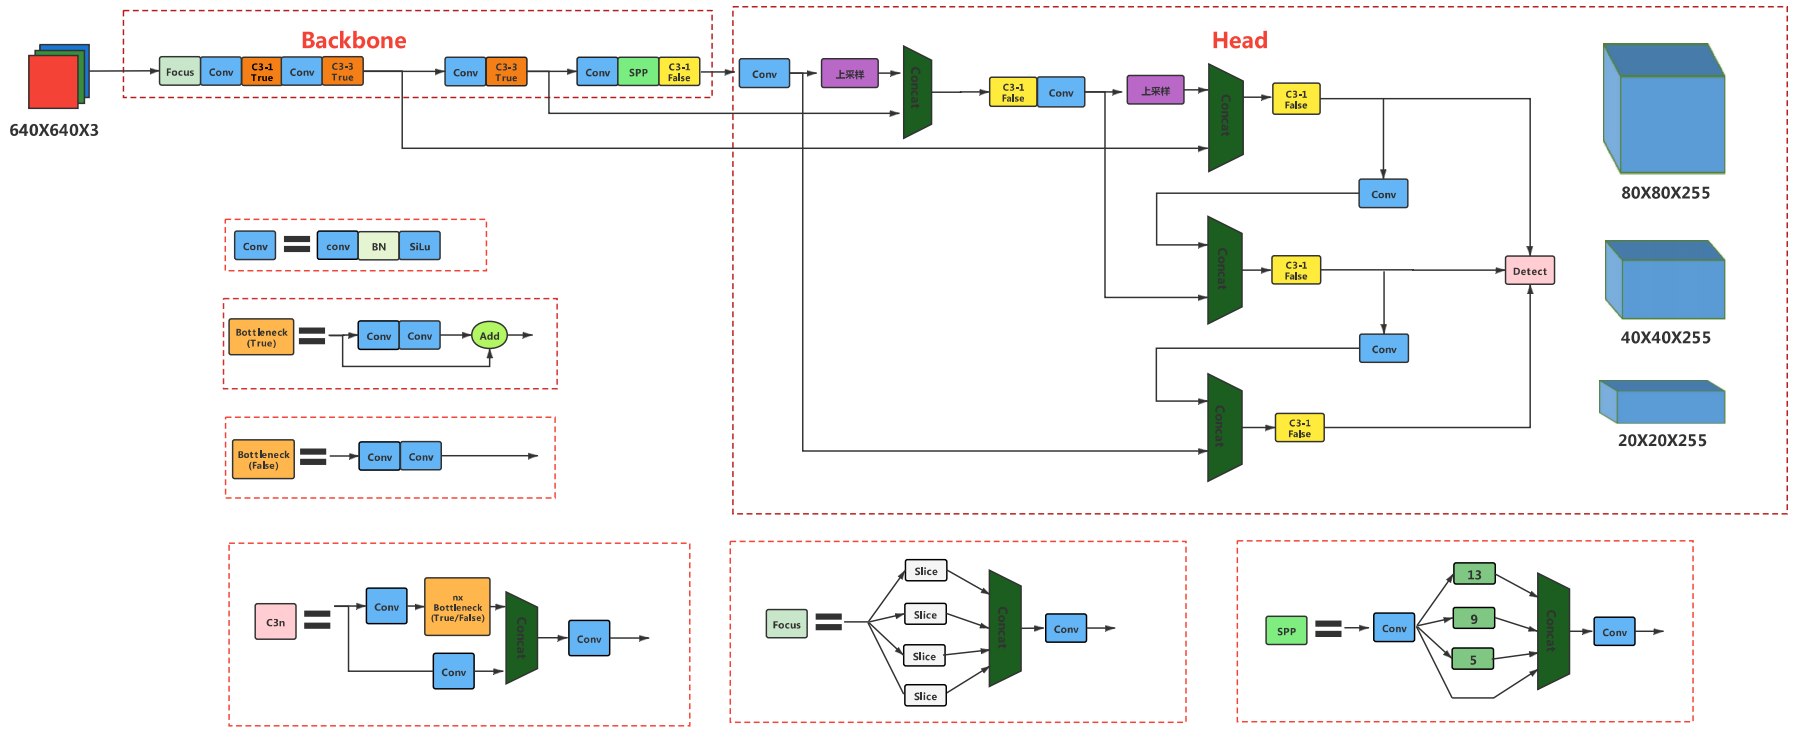 Backbone
Head
640X640X3
Focus
Conv
C3-1
True
Conv
C3-3
True
Conv
C3-3
True
Conv
SPP
C3-1
False
Conv
上采样
Concat
C3-1
False
Conv
上采样
Concat
C3-1
False
80X80X255
Conv
Concat
C3-1
False
Detect
40X40X255
Conv
Concat
C3-1
False
20X20X255
Conv
conv
BN
SiLu
Bottleneck
(True)
Conv
Conv
Add
Bottleneck
(False)
Conv
Conv
C3n
Conv
nx
Bottleneck
(True/False)
Conv
Concat
Conv
Focus
Slice
Slice
Slice
Slice
Concat
Conv
SPP
Conv
13
9
5
Concat
Conv